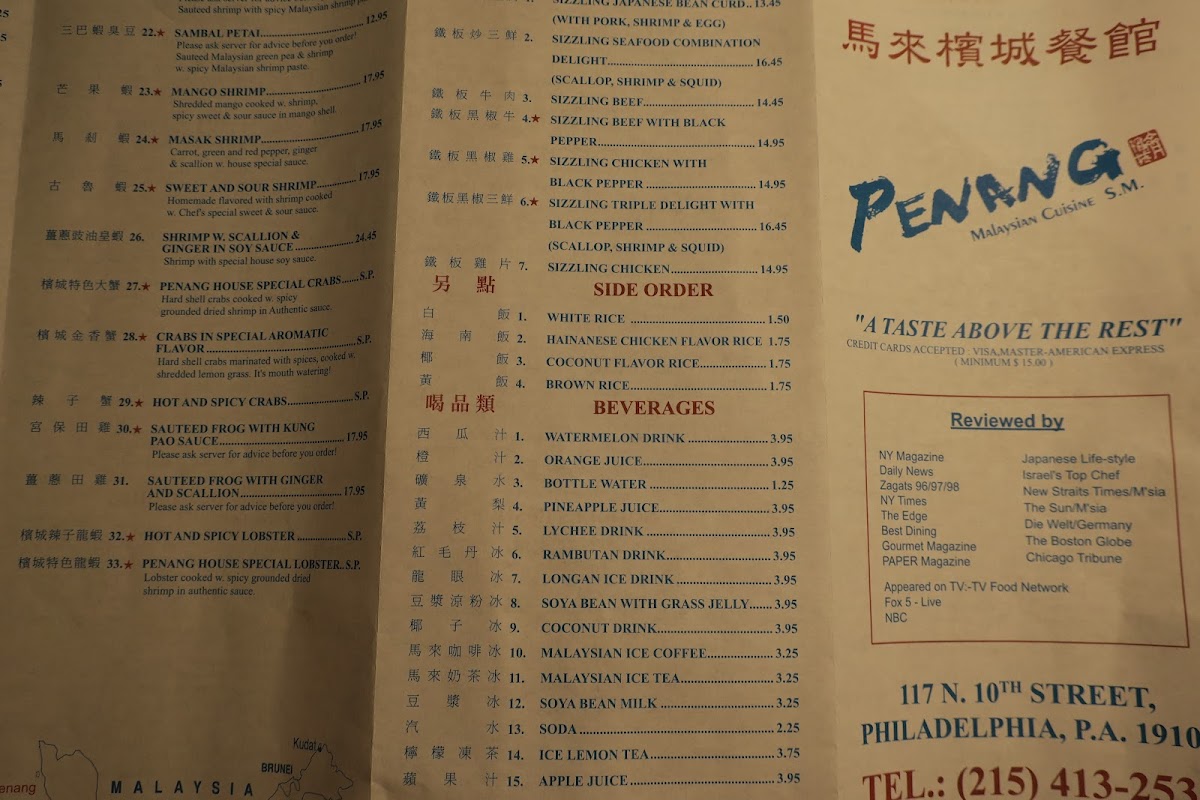 Sauteed shrimp with spicy Malaysian shrimp paste.
三巴蝦臭豆 22.★ SAMBAL PETAI 12.95
Please ask server for advice before you order!
Sauteed Malaysian green pea & shrimp
w. spicy Malaysian shrimp paste.
芒果蝦 23.★ MANGO SHRIMP 17.95
Shredded mango cooked w. shrimp,
spicy sweet & sour sauce in mango shell.
馬剎蝦 24.★ MASAK SHRIMP 17.95
Carrot, green and red pepper, ginger
& scallion w. house special sauce.
古魯蝦 25.★ SWEET AND SOUR SHRIMP 17.95
Homemade flavored with shrimp cooked
w. Chef's special sweet & sour sauce.
薑蔥豉油皇蝦 26. SHRIMP W. SCALLION &
GINGER IN SOY SAUCE 24.45
Shrimp with special house soy sauce.
檳城特色大蟹 27.★ PENANG HOUSE SPECIAL CRABS S.P.
Hard shell crabs cooked w. spicy
grounded dried shrimp in Authentic sauce.
檳城金香蟹 28.★ CRABS IN SPECIAL AROMATIC
FLAVOR S.P.
Hard shell crabs marinated with spices, cooked w.
shredded lemon grass. It's mouth watering!
辣子蟹 29.★ HOT AND SPICY CRABS S.P.
宮保田雞 30.★ SAUTEED FROG WITH KUNG
PAO SAUCE 17.95
Please ask server for advice before you order!
薑蔥田雞 31. SAUTEED FROG WITH GINGER
AND SCALLION 17.95
Please ask server for advice before you order!
檳城辣子龍蝦 32.★ HOT AND SPICY LOBSTER S.P.
檳城特色龍蝦 33.★ PENANG HOUSE SPECIAL LOBSTER..S.P.
Lobster cooked w. spicy grounded dried
shrimp in authentic sauce.
Kudat
BRUNEI
MALAYSIA
enang
SIZZLING JAPANESE BEAN CURD..13.45
(WITH PORK, SHRIMP & EGG)
鐵板炒三鮮 2. SIZZLING SEAFOOD COMBINATION
DELIGHT 16.45
(SCALLOP, SHRIMP & SQUID)
鐵板牛肉 3. SIZZLING BEEF 14.45
鐵板黑椒牛 4.★ SIZZLING BEEF WITH BLACK
PEPPER 14.95
鐵板黑椒雞 5.★ SIZZLING CHICKEN WITH
BLACK PEPPER 14.95
鐵板黑椒三鮮 6.★ SIZZLING TRIPLE DELIGHT WITH
BLACK PEPPER 16.45
(SCALLOP, SHRIMP & SQUID)
鐵板雞片 7. SIZZLING CHICKEN 14.95
另點 SIDE ORDER
白飯 1. WHITE RICE 1.50
海南飯 2. HAINANESE CHICKEN FLAVOR RICE 1.75
椰飯 3. COCONUT FLAVOR RICE 1.75
黃飯 4. BROWN RICE 1.75
喝品類 BEVERAGES
西瓜汁 1. WATERMELON DRINK 3.95
橙汁 2. ORANGE JUICE 3.95
礦泉水 3. BOTTLE WATER 1.25
黃梨 4. PINEAPPLE JUICE 3.95
荔枝汁 5. LYCHEE DRINK 3.95
紅毛丹冰 6. RAMBUTAN DRINK 3.95
龍眼冰 7. LONGAN ICE DRINK 3.95
豆漿涼粉冰 8. SOYA BEAN WITH GRASS JELLY 3.95
椰子冰 9. COCONUT DRINK 3.95
馬來咖啡冰 10. MALAYSIAN ICE COFFEE 3.25
馬來奶茶冰 11. MALAYSIAN ICE TEA 3.25
豆漿冰 12. SOYA BEAN MILK 3.25
汽水 13. SODA 2.25
檸檬凍茶 14. ICE LEMON TEA 3.75
蘋果汁 15. APPLE JUICE 3.95
馬來檳城餐館
PENANG
Malaysian Cuisine S.M.
"A TASTE ABOVE THE REST"
CREDIT CARDS ACCEPTED : VISA,MASTER-AMERICAN EXPRESS
( MINIMUM $ 15.00 )
Reviewed by
NY Magazine
Daily News
Zagats 96/97/98
NY Times
The Edge
Best Dining
Gourmet Magazine
PAPER Magazine
Japanese Life-style
Israel's Top Chef
New Straits Times/M'sia
The Sun/M'sia
Die Welt/Germany
The Boston Globe
Chicago Tribune
Appeared on TV:-TV Food Network
Fox 5 - Live
NBC
117 N. 10TH STREET,
PHILADELPHIA, P.A. 1910
TEL.: (215) 413-253